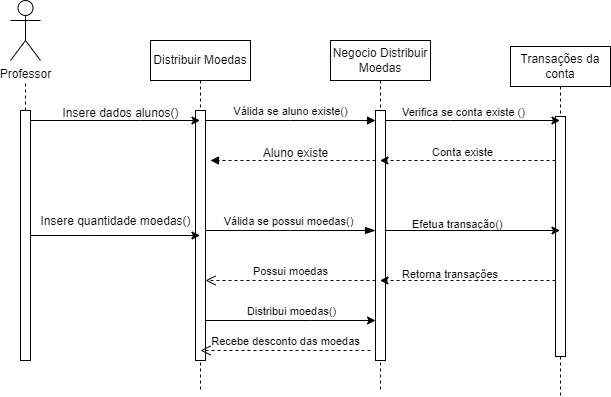 Professor
Distribuir Moedas
Negocio Distribuir
Moedas
Transações da
conta
Insere dados alunos()
Válida se aluno existe()
Verifica se conta existe ()
Aluno existe
Conta existe
Insere quantidade moedas()
Válida se possui moedas()
Efetua transação()
Possui moedas
Retorna transações
Distribui moedas()
Recebe desconto das moedas